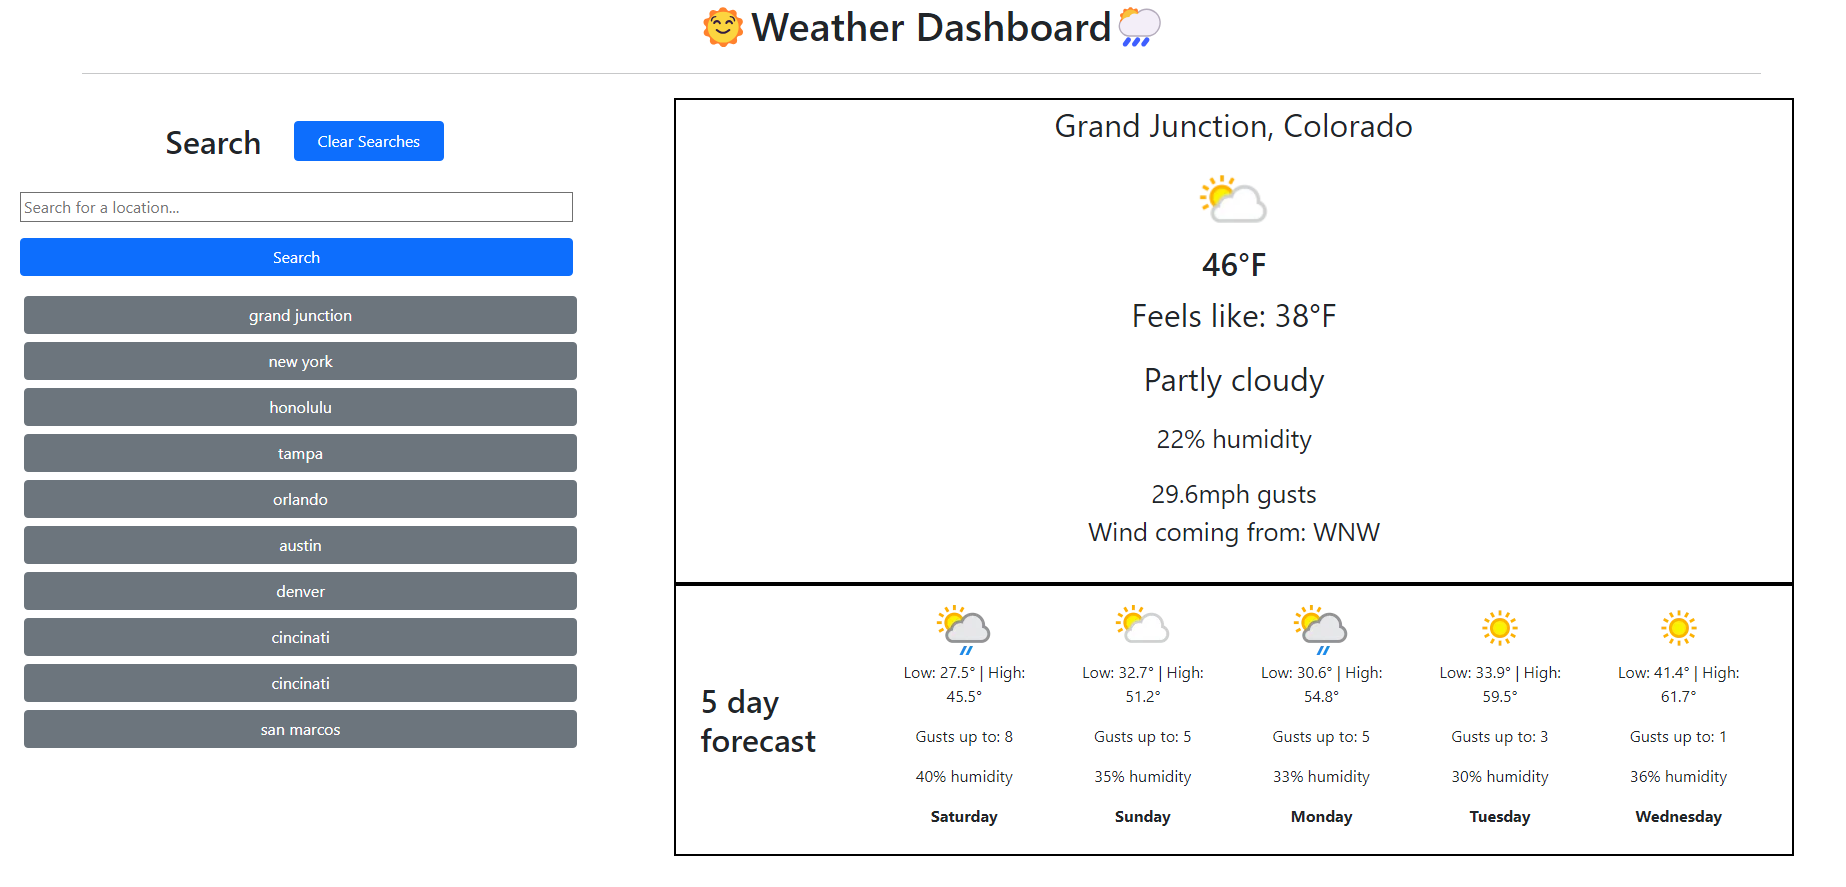 Weather Dashboard
Search
Clear Searches
Search for a location...
Search
grand junction
new york
honolulu
tampa
orlando
austin
denver
cincinati
cincinati
san marcos
Grand Junction, Colorado
46°F
Feels like: 38°F
Partly cloudy
22% humidity
29.6mph gusts
Wind coming from: WNW
5 day
forecast
Low: 27.5° | High:
45.5°
Gusts up to: 8
40% humidity
Saturday
Low: 32.7° | High:
51.2°
Gusts up to: 5
35% humidity
Sunday
Low: 30.6° | High:
54.8°
Gusts up to: 5
33% humidity
Monday
Low: 33.9° | High:
59.5°
Gusts up to: 3
30% humidity
Tuesday
Low: 41.4° | High:
61.7°
Gusts up to: 1
36% humidity
Wednesday